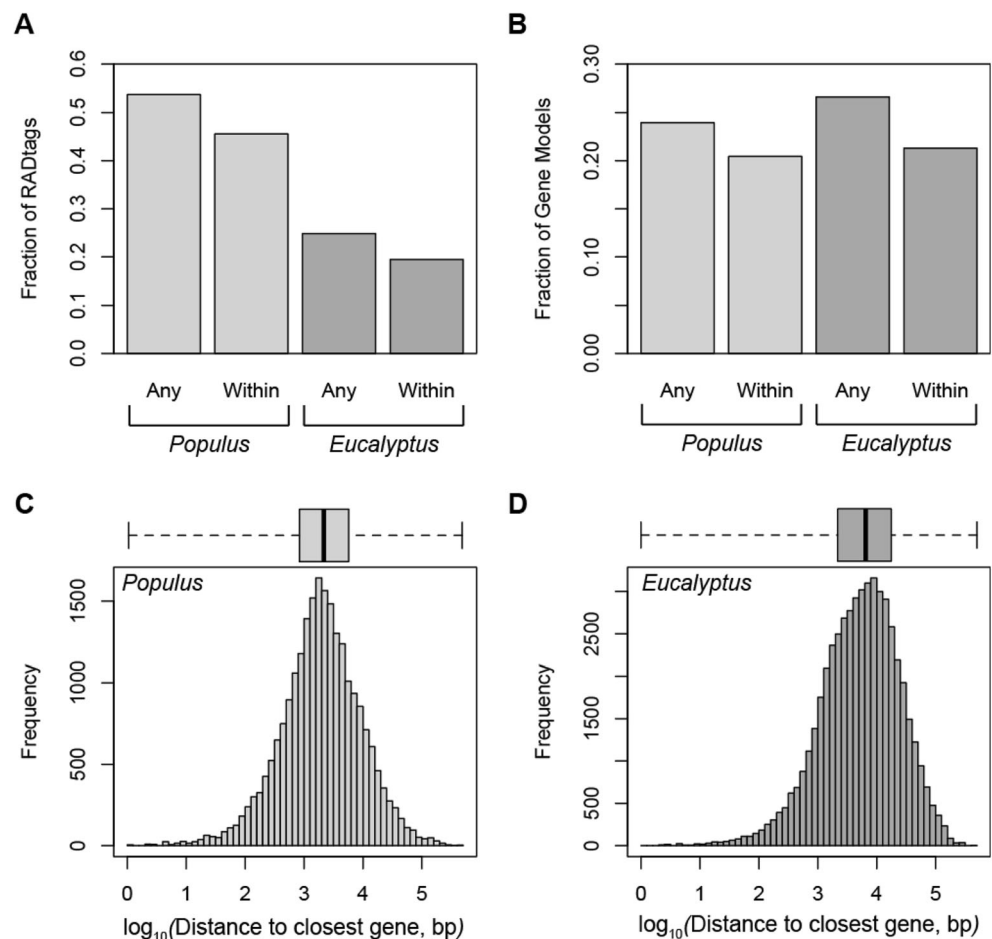 A
Fraction of RADtags
0.0 0.1 0.2 0.3 0.4 0.5 0.6
Any Within Any Within
Populus Eucalyptus
B
Fraction of Gene Models
0.00 0.10 0.20 0.30
Any Within Any Within
Populus Eucalyptus
C
Populus
Frequency
0 500 1000 1500
0 1 2 3 4 5
log10(Distance to closest gene, bp)
D
Eucalyptus
Frequency
0 500 1500 2500
0 1 2 3 4 5
log10(Distance to closest gene, bp)